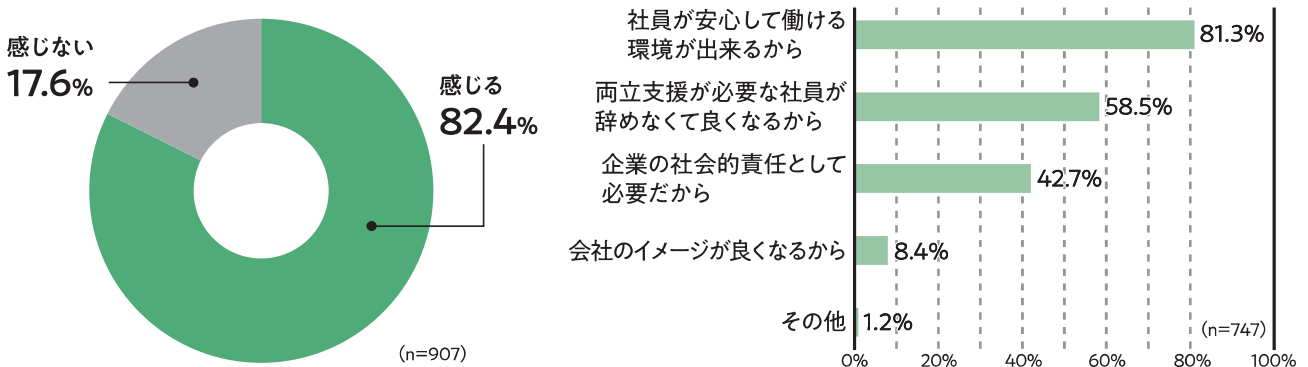 感じない
17.6%
感じる
82.4%
（n=907）
社員が安心して働ける
環境が出来るから
81.3%
両立支援が必要な社員が
辞めなくて良くなるから
58.5%
企業の社会的責任として
必要だから
42.7%
会社のイメージが良くなるから
8.4%
その他
1.2%
（n=747）
0% 20% 40% 60% 80% 100%